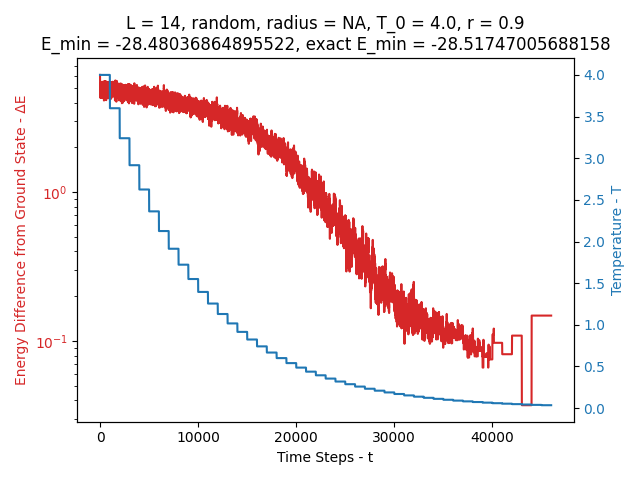 L = 14, random, radius = NA, T_0 = 4.0, r = 0.9
E_min = -28.48036864895522, exact E_min = -28.51747005688158
Energy Difference from Ground State - ΔE
10⁰
10⁻¹
4.0
3.5
3.0
2.5
2.0
1.5
1.0
0.5
0.0
Temperature - T
0 10000 20000 30000 40000
Time Steps - t